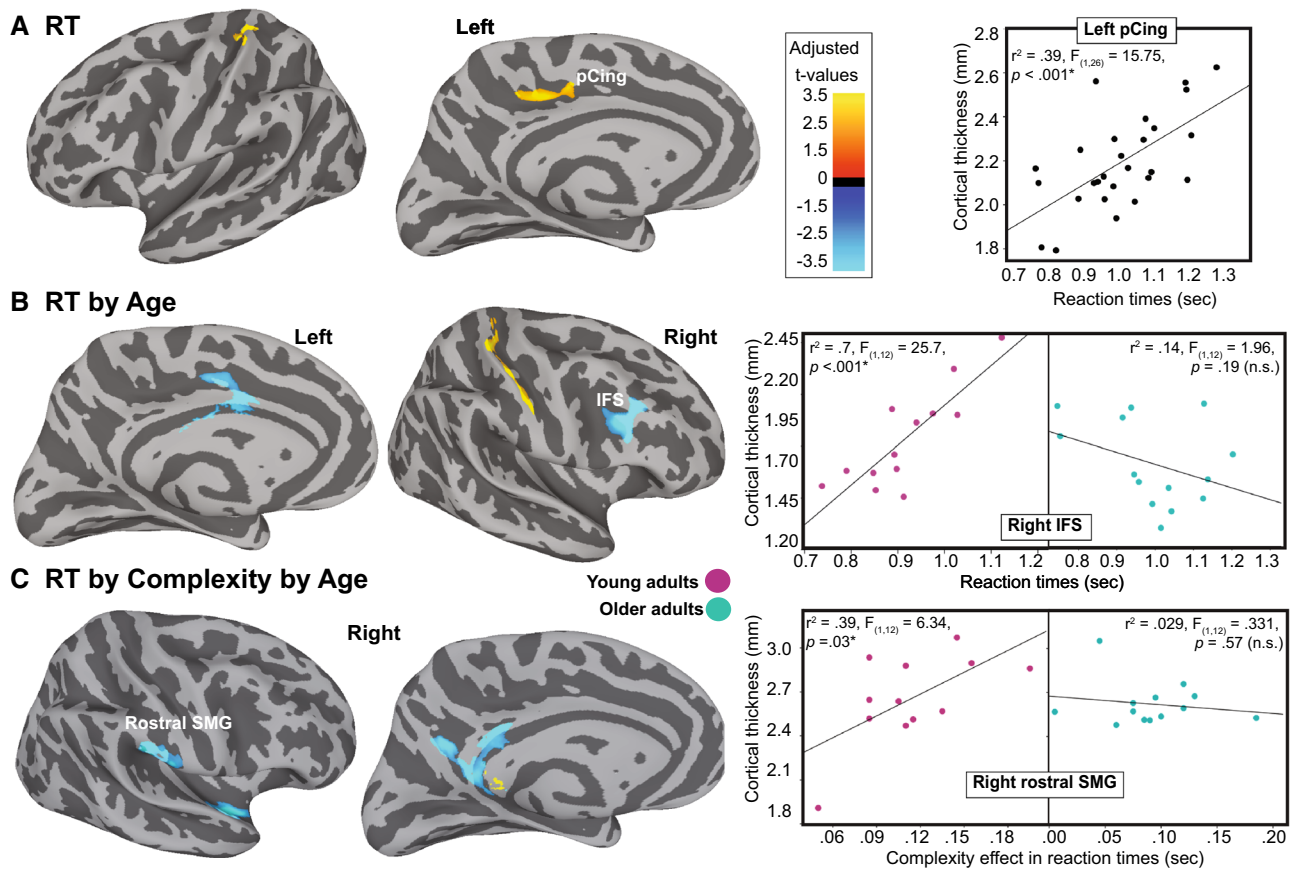 A RT
Left
pCing
Adjusted
t-values
3.5
2.5
1.5
0
-1.5
-2.5
-3.5
Left pCing
r² = .39, F(1,26) = 15.75,
p < .001*
Cortical thickness (mm)
2.8
2.6
2.4
2.2
2.0
1.8
0.7 0.8 0.9 1.0 1.1 1.2 1.3
Reaction times (sec)
B RT by Age
Left
Right
IFS
r² = .7, F(1,12) = 25.7,
p <.001*
r² = .14, F(1,12) = 1.96,
p = .19 (n.s.)
Cortical thickness (mm)
2.45
2.20
1.95
1.70
1.45
1.20
Right IFS
0.7 0.8 0.9 1.0 1.1 1.2 0.8 0.9 1.0 1.1 1.2 1.3
Reaction times (sec)
C RT by Complexity by Age
Young adults
Older adults
Right
Rostral SMG
r² = .39, F(1,12) = 6.34,
p =.03*
r² = .029, F(1,12) = .331,
p = .57 (n.s.)
Cortical thickness (mm)
3.0
2.7
2.4
2.1
1.8
Right rostral SMG
.06 .09 .12 .15 .18 .00 .05 .10 .15 .20
Complexity effect in reaction times (sec)